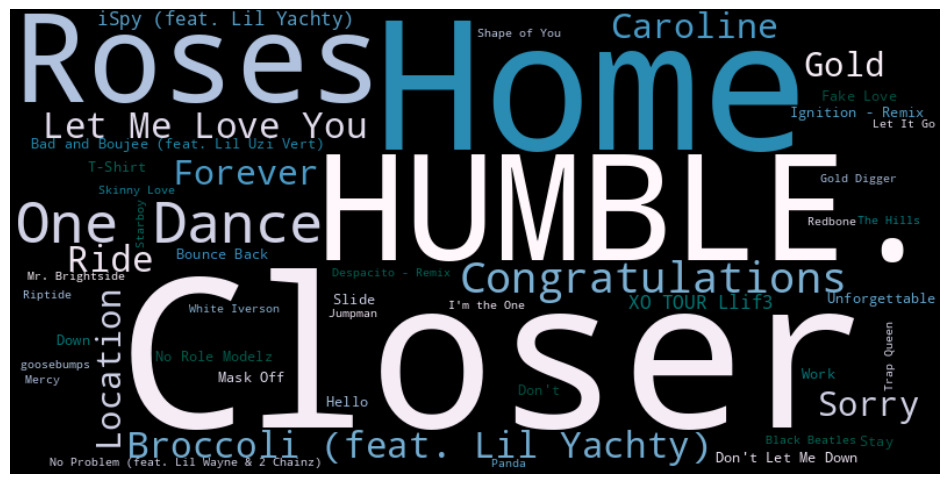 iSpy (feat. Lil Yachty)
Roses
Home
Shape of You
Caroline
Gold
Fake Love
Ignition - Remix
Let It Go
Let Me Love You
Bad and Boujee (feat. Lil Uzi Vert)
T-Shirt
Forever
Skinny Love
Starboy
HUMBLE.
Gold Digger
Redbone
The Hills
One Dance
Ride
Bounce Back
Mr. Brightside
Despacito - Remix
Congratulations
Riptide
Location
White Iverson
Slide
Jumpman
I'm the One
XO TOUR Llif3
Unforgettable
Closer
Down
No Role Modelz
goosebumps
Mercy
Mask Off
Hello
Don't
Work
Trap Queen
Sorry
Broccoli (feat. Lil Yachty)
Black Beatles
Stay
No Problem (feat. Lil Wayne & 2 Chainz)
Panda
Don't Let Me Down